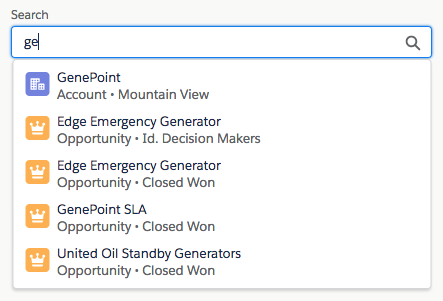 Search
ge
GenePoint
Account • Mountain View
Edge Emergency Generator
Opportunity • Id. Decision Makers
Edge Emergency Generator
Opportunity • Closed Won
GenePoint SLA
Opportunity • Closed Won
United Oil Standby Generators
Opportunity • Closed Won